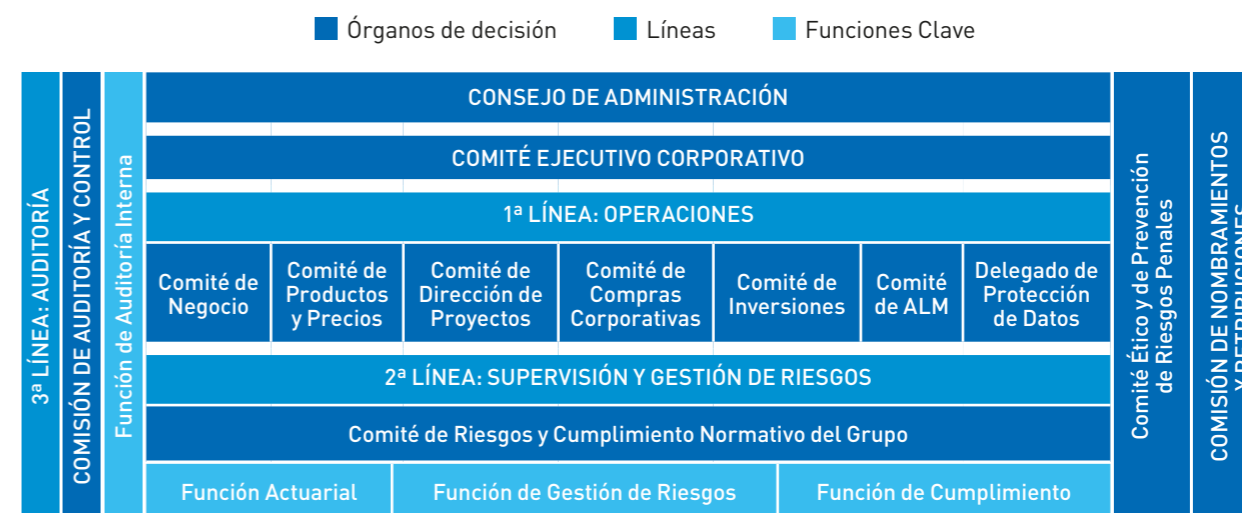 Órganos de decisión
Líneas
Funciones Clave
3ª LÍNEA: AUDITORÍA
COMISIÓN DE AUDITORÍA Y CONTROL
Función de Auditoría Interna
CONSEJO DE ADMINISTRACIÓN
COMITÉ EJECUTIVO CORPORATIVO
1ª LÍNEA: OPERACIONES
Comité de
Negocio
Comité de
Productos
y Precios
Comité de
Dirección de
Proyectos
Comité de
Compras
Corporativas
Comité de
Inversiones
Comité
de ALM
Delegado de
Protección
de Datos
2ª LÍNEA: SUPERVISIÓN Y GESTIÓN DE RIESGOS
Comité de Riesgos y Cumplimiento Normativo del Grupo
Función Actuarial
Función de Gestión de Riesgos
Función de Cumplimiento
Comité Ético y de Prevención
de Riesgos Penales
COMISIÓN DE NOMBRAMIENTOS
Y RETRIBUCIONES